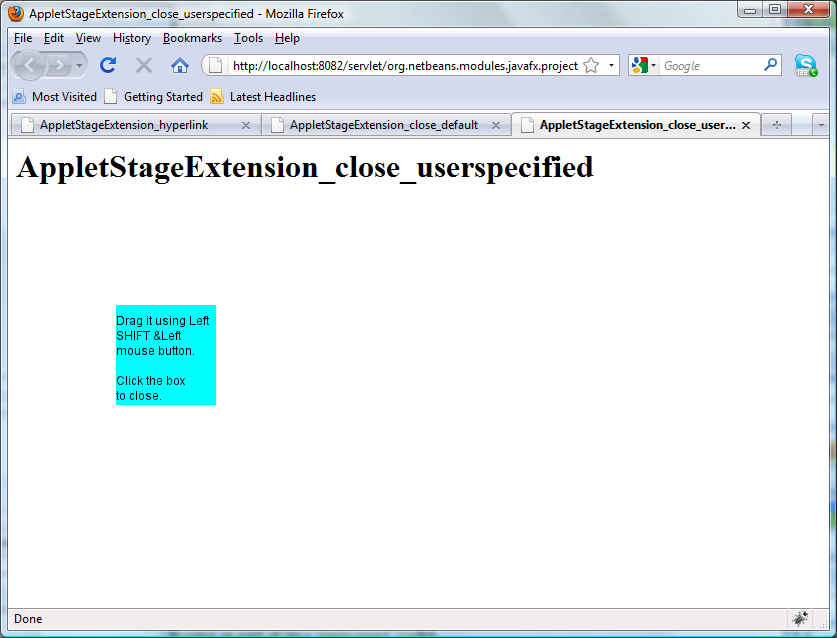 AppletStageExtension_close_userspecified - Mozilla Firefox
File Edit View History Bookmarks Tools Help
http://localhost:8082/servlet/org.netbeans.modules.javafx.project
Google
Most Visited Getting Started Latest Headlines
AppletStageExtension_hyperlink
AppletStageExtension_close_default
AppletStageExtension_close_user...
AppletStageExtension_close_userspecified
Drag it using Left
SHIFT &Left
mouse button.
Click the box
to close.
Done